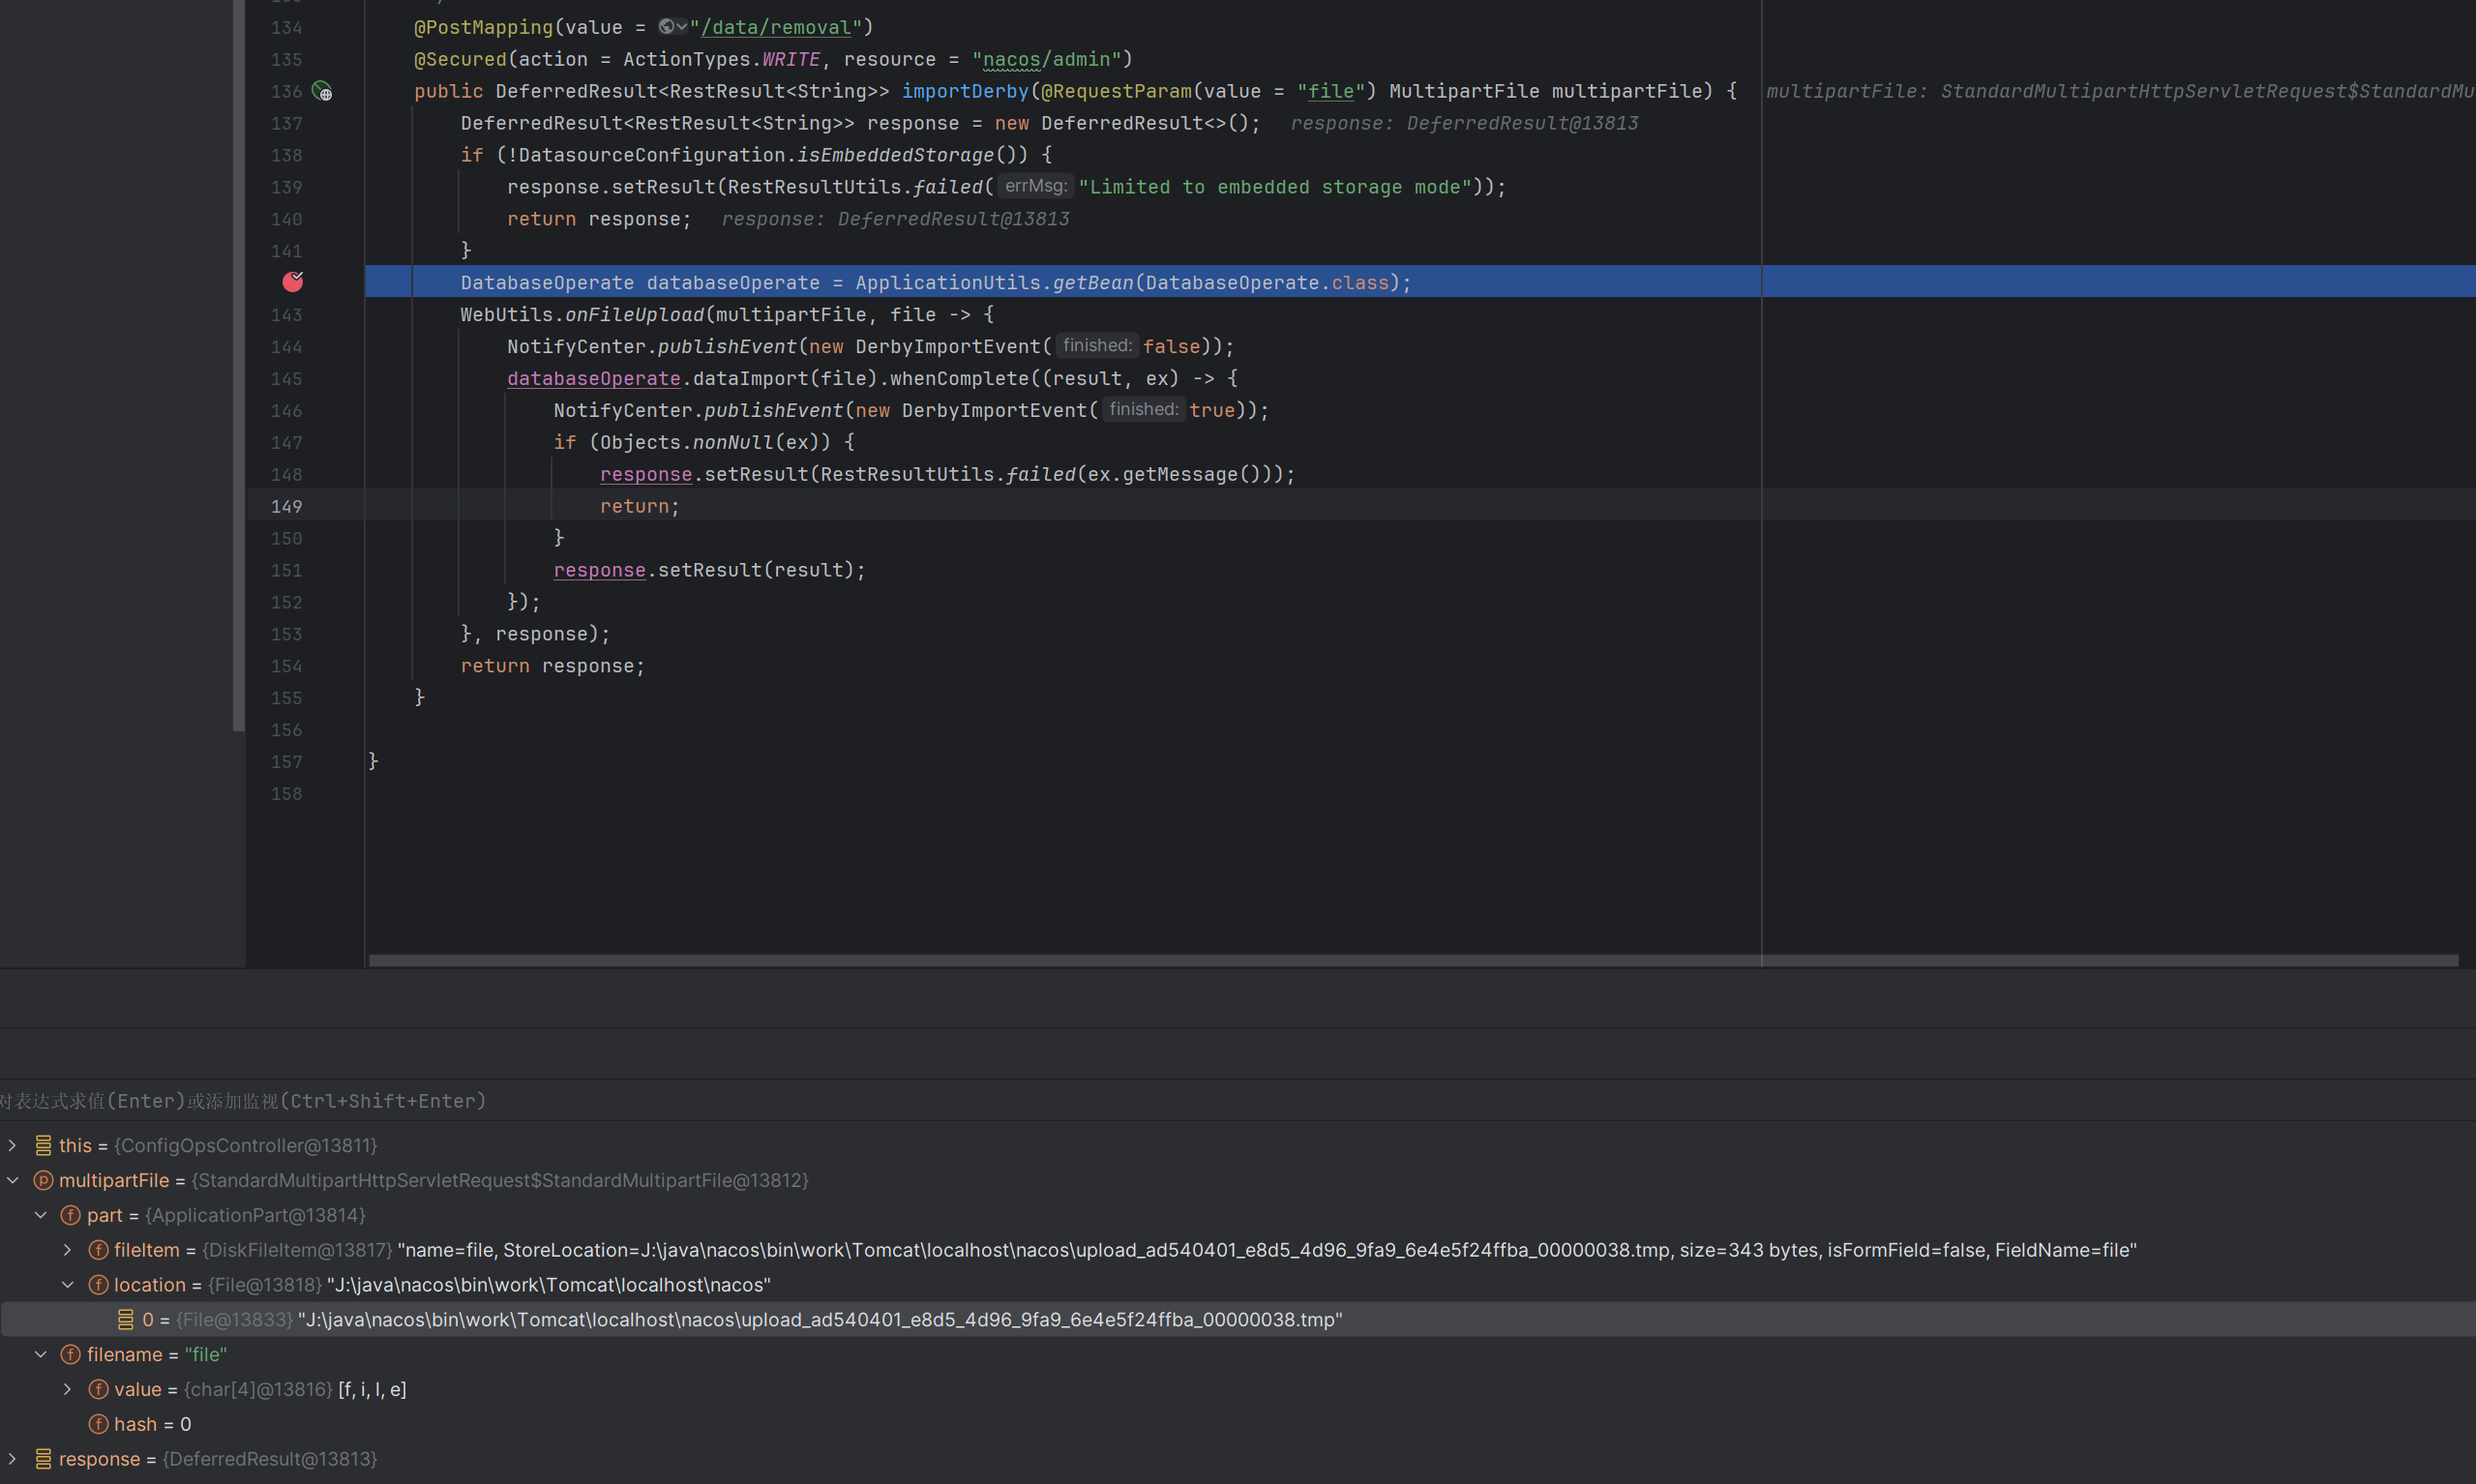 134 @PostMapping(value = "/data/removal")
135 @Secured(action = ActionTypes.WRITE, resource = "nacos/admin")
136 public DeferredResult<RestResult<String>> importDerby(@RequestParam(value = "file") MultipartFile multipartFile) { multipartFile: StandardMultipartHttpServletRequest$StandardMu
137 DeferredResult<RestResult<String>> response = new DeferredResult<>(); response: DeferredResult@13813
138 if (!DatasourceConfiguration.isEmbeddedStorage()) {
139 response.setResult(RestResultUtils.failed( errMsg: "Limited to embedded storage mode"));
140 return response; response: DeferredResult@13813
141 }
DatabaseOperate databaseOperate = ApplicationUtils.getBean(DatabaseOperate.class);
143 WebUtils.onFileUpload(multipartFile, file -> {
144 NotifyCenter.publishEvent(new DerbyImportEvent( finished: false));
145 databaseOperate.dataImport(file).whenComplete((result, ex) -> {
146 NotifyCenter.publishEvent(new DerbyImportEvent( finished: true));
147 if (Objects.nonNull(ex)) {
148 response.setResult(RestResultUtils.failed(ex.getMessage()));
149 return;
150 }
151 response.setResult(result);
152 });
153 }, response);
154 return response;
155 }
156
157 }
158
对表达式求值(Enter)或添加监视(Ctrl+Shift+Enter)
this = {ConfigOpsController@13811}
multipartFile = {StandardMultipartHttpServletRequest$StandardMultipartFile@13812}
part = {ApplicationPart@13814}
fileItem = {DiskFileItem@13817} "name=file, StoreLocation=J:\java\nacos\bin\work\Tomcat\localhost\nacos\upload_ad540401_e8d5_4d96_9fa9_6e4e5f24ffba_00000038.tmp, size=343 bytes, isFormField=false, FieldName=file"
location = {File@13818} "J:\java\nacos\bin\work\Tomcat\localhost\nacos"
0 = {File@13833} "J:\java\nacos\bin\work\Tomcat\localhost\nacos\upload_ad540401_e8d5_4d96_9fa9_6e4e5f24ffba_00000038.tmp"
filename = "file"
value = {char[4]@13816} [f, i, l, e]
hash = 0
response = {DeferredResult@13813}